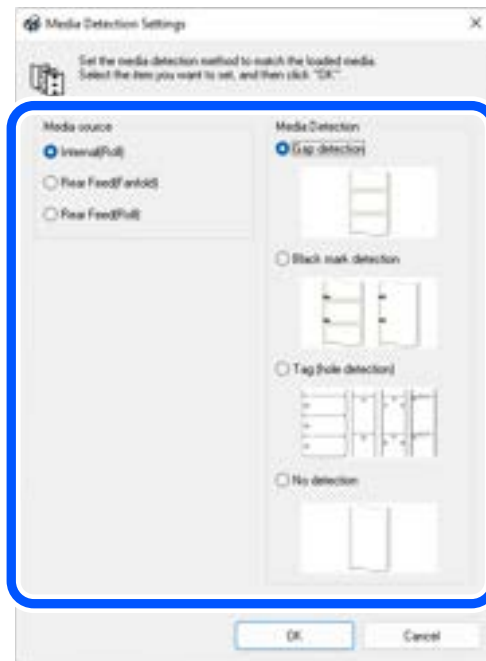 Media Detection Settings
Set the media detection method to match the loaded media.
Select the item you want to set, and then click "OK"
Media source
Internal(Roll)
Rear Feed(Fanfold)
Rear Feed(Roll)
Media Detection
Gap detection
Black mark detection
Tag (hole detection)
No detection
OK
Cancel